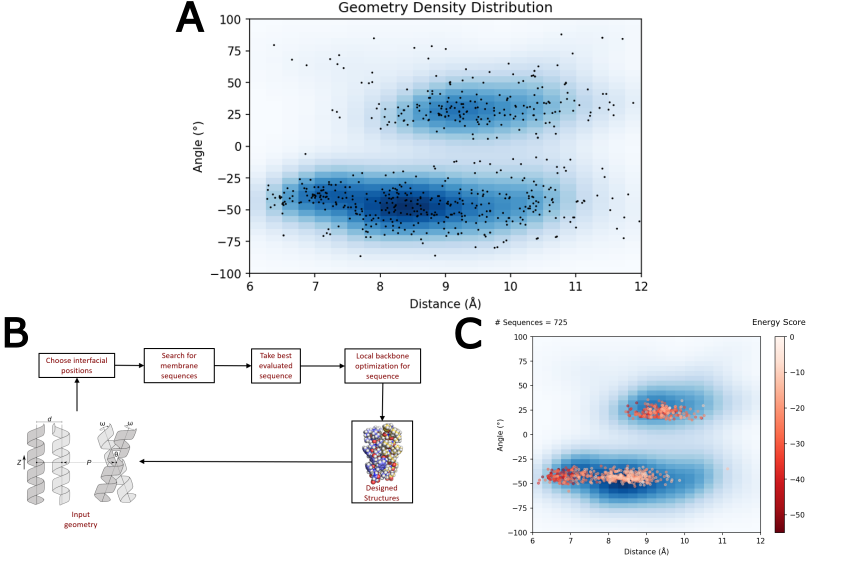 A
Geometry Density Distribution
100
75
50
25
0
−25
−50
−75
−100
Angle (°)
6 7 8 9 10 11 12
Distance (Å)
B
Choose interfacial
positions
Search for
membrane
sequences
Take best
evaluated
sequence
Local backbone
optimization for
sequence
Designed
Structures
d
Z
P
ω ω
θ
Input
geometry
C
# Sequences = 725
Energy Score
100
75
50
25
0
−25
−50
−75
−100
Angle (°)
6 7 8 9 10 11 12
Distance (Å)
0
−10
−20
−30
−40
−50